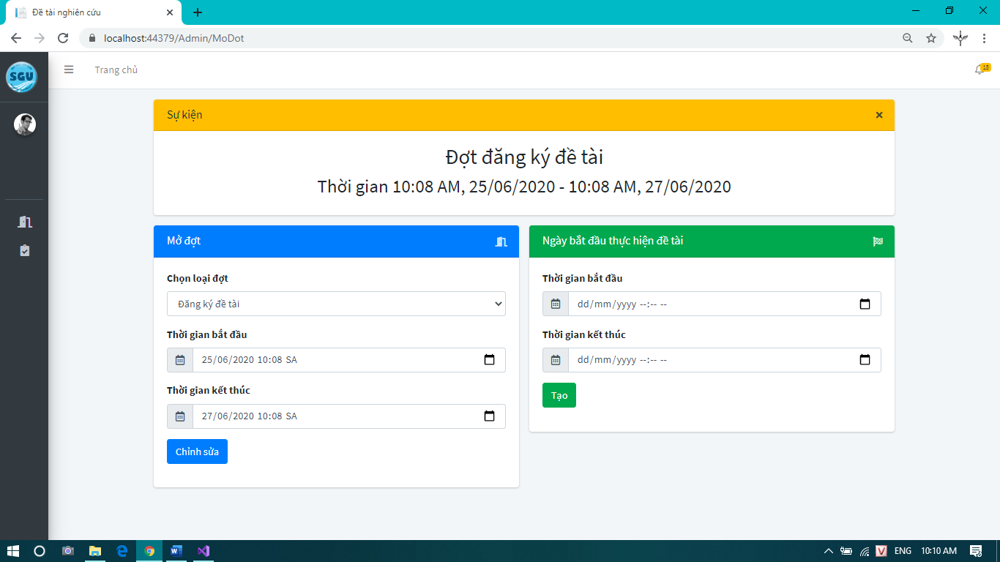 Đề tài nghiên cứu
localhost:44379/Admin/MoDot
SGU
Trang chủ
15
Sự kiện
Đợt đăng ký đề tài
Thời gian 10:08 AM, 25/06/2020 - 10:08 AM, 27/06/2020
Mở đợt
Chọn loại đợt
Đăng ký đề tài
Thời gian bắt đầu
25/06/2020 10:08 SA
Thời gian kết thúc
27/06/2020 10:08 SA
Chỉnh sửa
Ngày bắt đầu thực hiện đề tài
Thời gian bắt đầu
dd/mm/yyyy --:-- --
Thời gian kết thúc
dd/mm/yyyy --:-- --
Tạo
ENG
10:10 AM